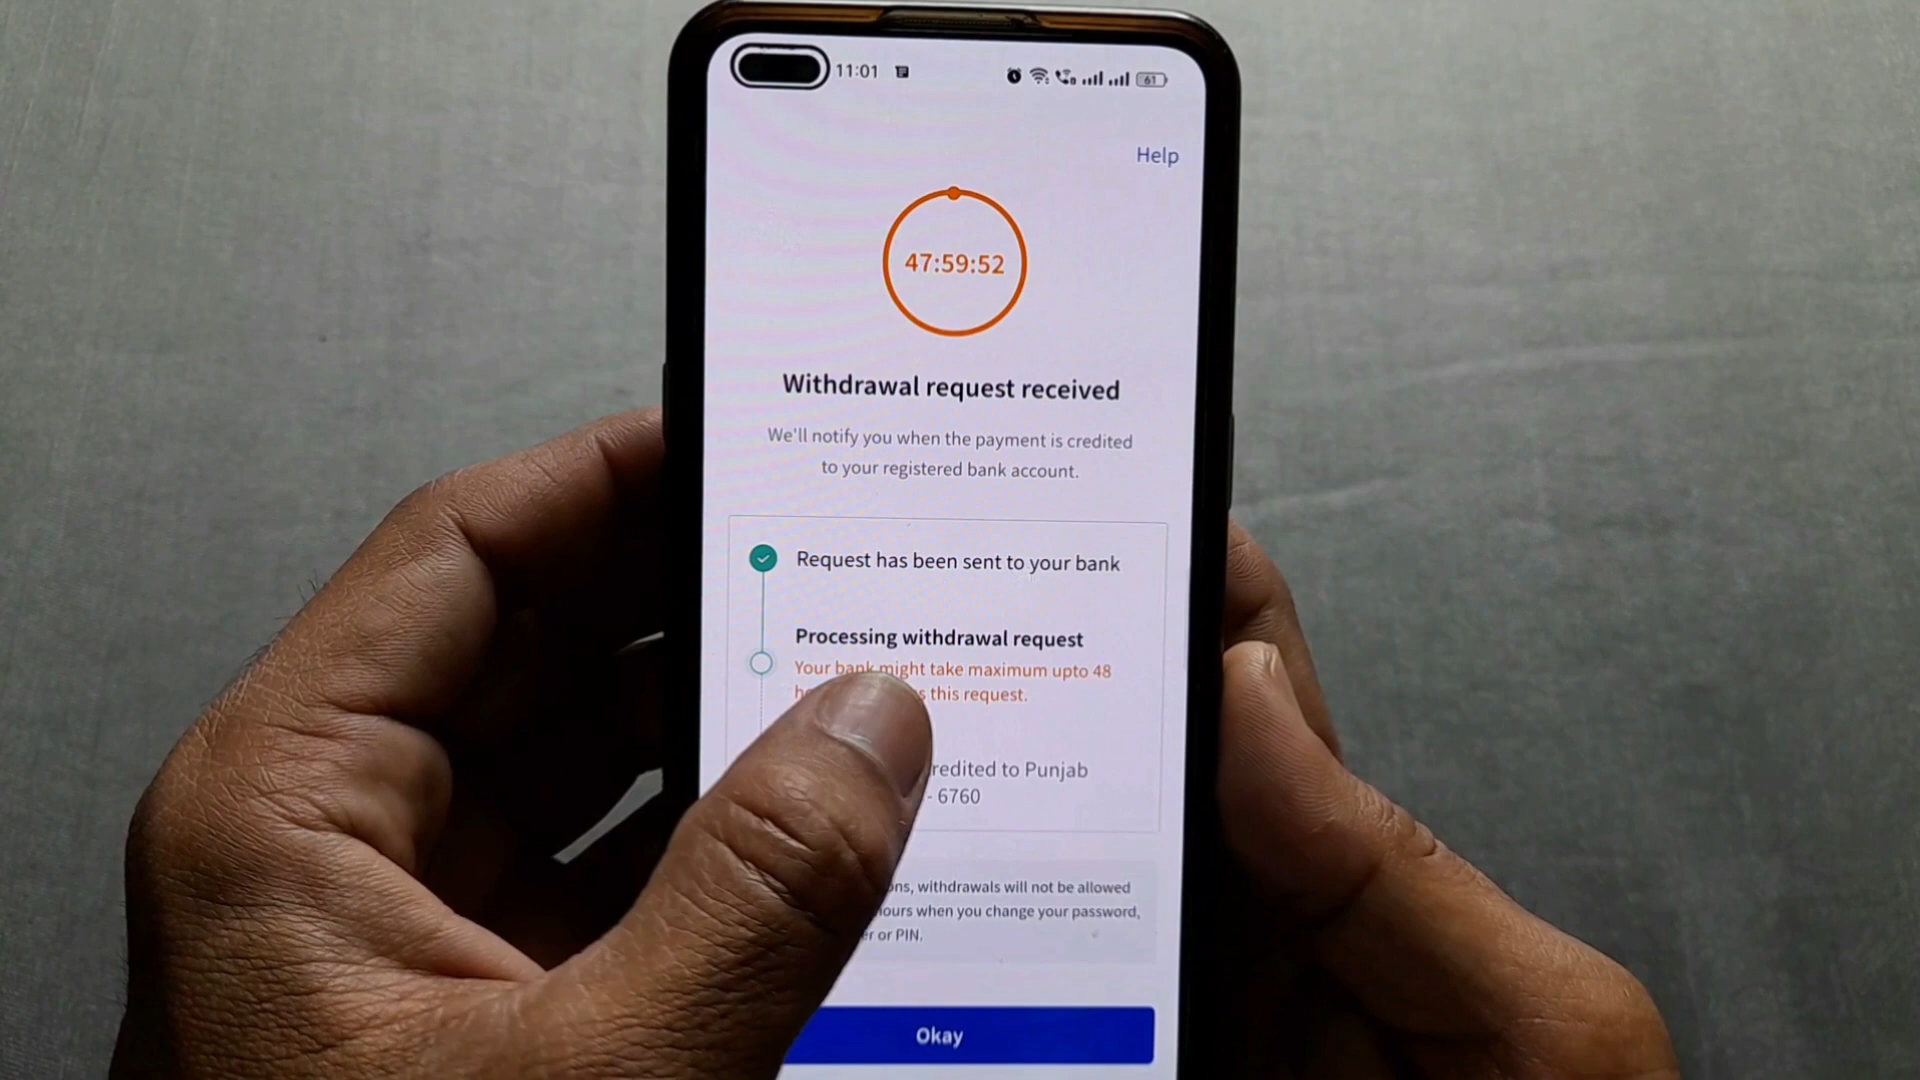 11:01
61
Help
47:59:52
Withdrawal request received
We'll notify you when the payment is credited
to your registered bank account.
Request has been sent to your bank
Processing withdrawal request
Your bank might take maximum upto 48
this request.
to Punjab
- 6760
withdrawals will not be allowed
when you change your password,
or PIN.
Okay